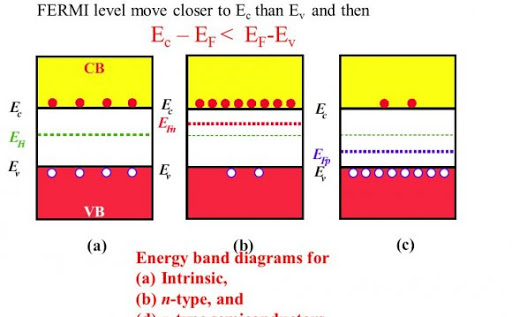 FERMI level move closer to Ec than Ev and then
Ec – EF < EF-Ev
CB
Ec
EFi
Ev
VB
Ec
EFn
Ev
Ec
EFp
Ev
(a)
(b)
(c)
Energy band diagrams for
(a) Intrinsic,
(b) n-type, and